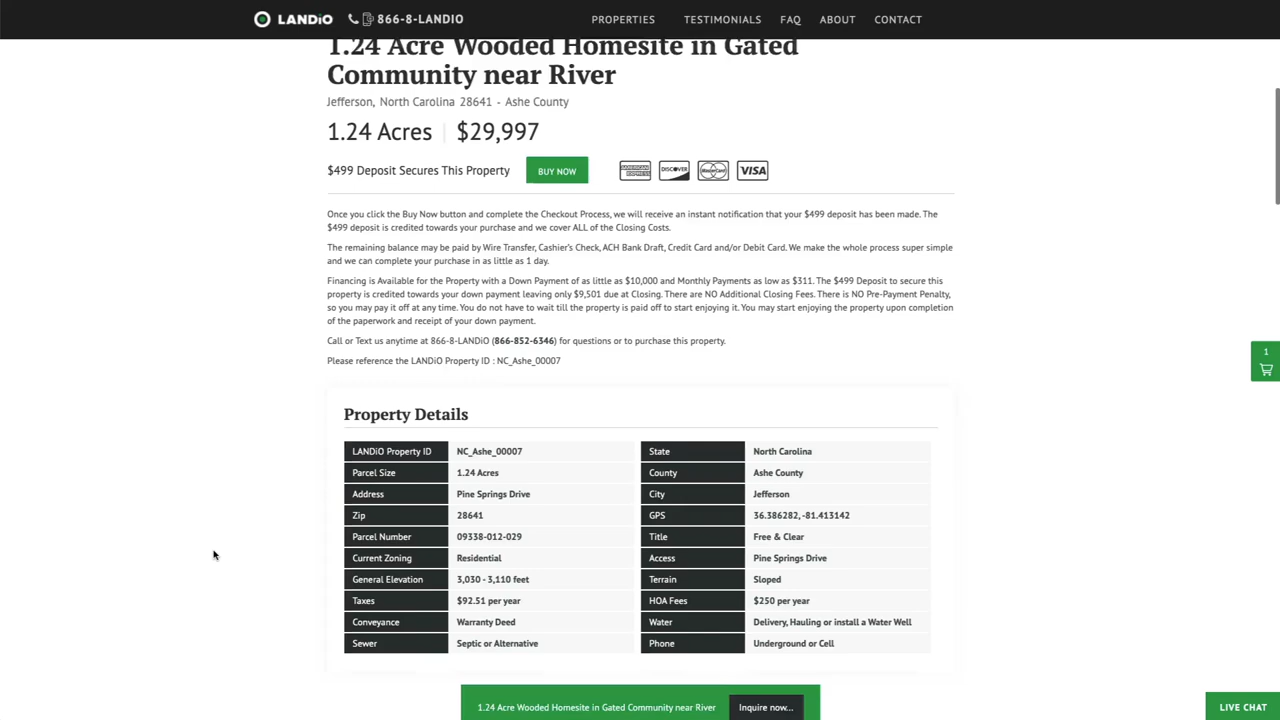 LANDiO 866-8-LANDIO PROPERTIES TESTIMONIALS FAQ ABOUT CONTACT
1.24 Acre Wooded Homesite in Gated
Community near River
Jefferson, North Carolina 28641 - Ashe County
1.24 Acres $29,997
$499 Deposit Secures This Property BUY NOW AMERICAN EXPRESS DISCOVER MasterCard VISA
Once you click the Buy Now button and complete the Checkout Process, we will receive an instant notification that your $499 deposit has been made. The
$499 deposit is credited towards your purchase and we cover ALL of the Closing Costs.
The remaining balance may be paid by Wire Transfer, Cashier's Check, ACH Bank Draft, Credit Card and/or Debit Card. We make the whole process super simple
and we can complete your purchase in as little as 1 day.
Financing is Available for the Property with a Down Payment of as little as $10,000 and Monthly Payments as low as $311. The $499 Deposit to secure this
property is credited towards your down payment leaving only $9,501 due at Closing. There are NO Additional Closing Fees. There is NO Pre-Payment Penalty,
so you may pay it off at any time. You do not have to wait till the property is paid off to start enjoying it. You may start enjoying the property upon completion
of the paperwork and receipt of your down payment.
Call or Text us anytime at 866-8-LANDiO (866-852-6346) for questions or to purchase this property.
Please reference the LANDiO Property ID : NC_Ashe_00007
1
Property Details
LANDiO Property ID NC_Ashe_00007 State North Carolina
Parcel Size 1.24 Acres County Ashe County
Address Pine Springs Drive City Jefferson
Zip 28641 GPS 36.386282, -81.413142
Parcel Number 09338-012-029 Title Free & Clear
Current Zoning Residential Access Pine Springs Drive
General Elevation 3,030 - 3,110 feet Terrain Sloped
Taxes $92.51 per year HOA Fees $250 per year
Conveyance Warranty Deed Water Delivery, Hauling or install a Water Well
Sewer Septic or Alternative Phone Underground or Cell
1.24 Acre Wooded Homesite in Gated Community near River Inquire now... LIVE CHAT